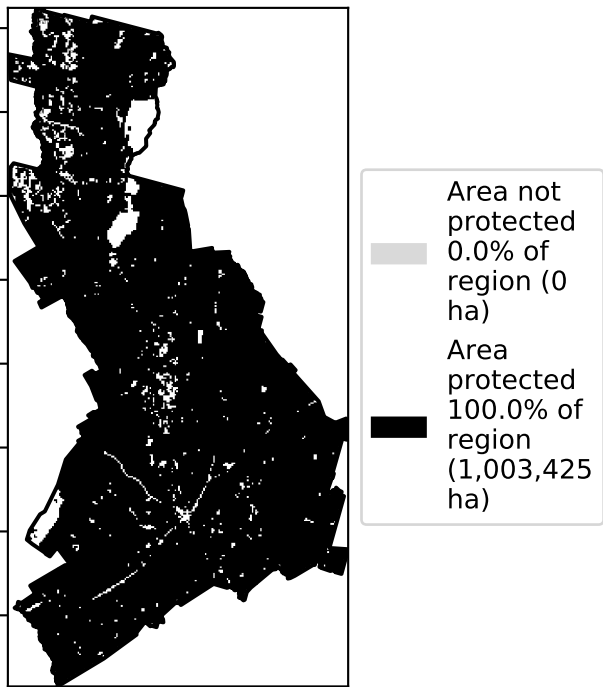 Area not
protected
0.0% of
region (0
ha)
Area
protected
100.0% of
region
(1,003,425
ha)